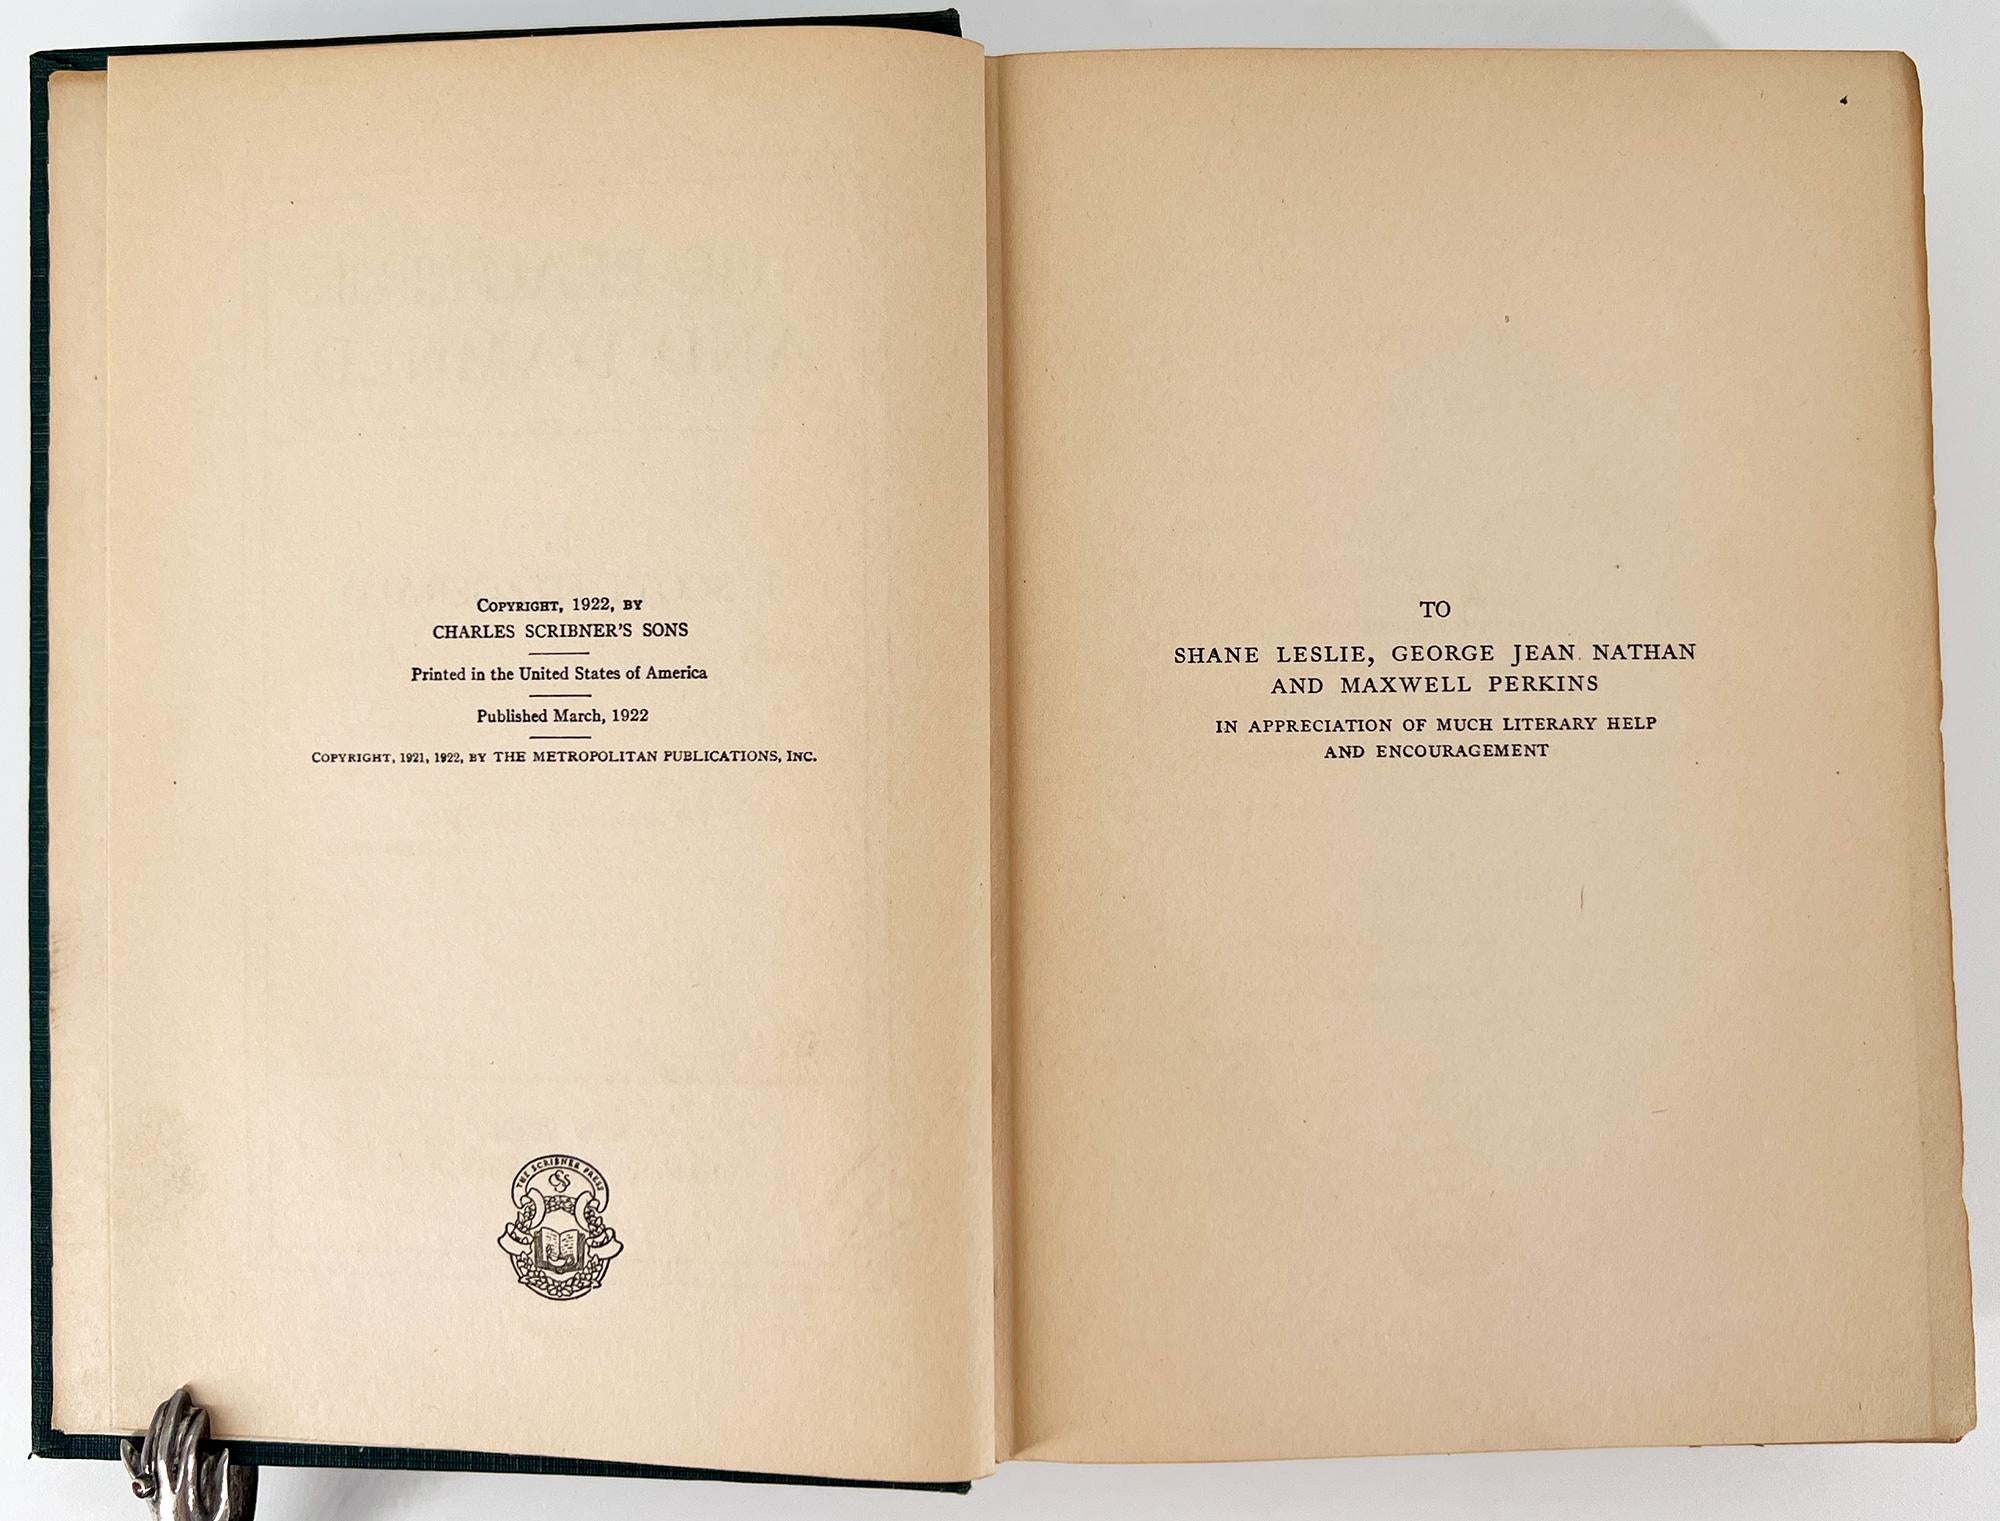 COPYRIGHT, 1922, BY
CHARLES SCRIBNER'S SONS
Printed in the United States of America
Published March, 1922
COPYRIGHT, 1921, 1922, BY THE METROPOLITAN PUBLICATIONS, INC.
THE SCRIBNER PRESS
CSS
TO
SHANE LESLIE, GEORGE JEAN NATHAN
AND MAXWELL PERKINS
IN APPRECIATION OF MUCH LITERARY HELP
AND ENCOURAGEMENT